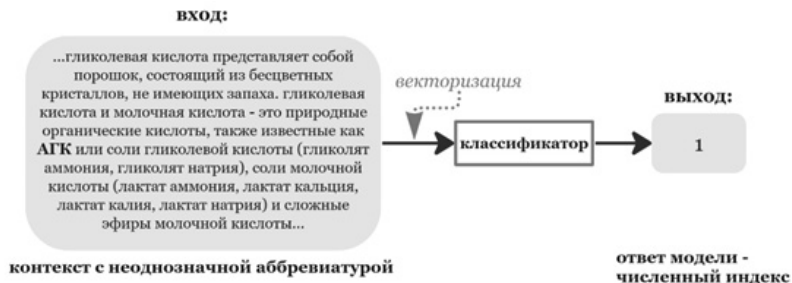 вход:
...гликолевая кислота представляет собой
порошок, состоящий из бесцветных
кристаллов, не имеющих запаха. гликолевая
кислота и молочная кислота - это природные
органические кислоты, также известные как
АГК или соли гликолевой кислоты (гликолят
аммония, гликолят натрия), соли молочной
кислоты (лактат аммония, лактат кальция,
лактат калия, лактат натрия) и сложные
эфиры молочной кислоты...
контекст с неоднозначной аббревиатурой
векторизация
классификатор
выход:
1
ответ модели -
численный индекс